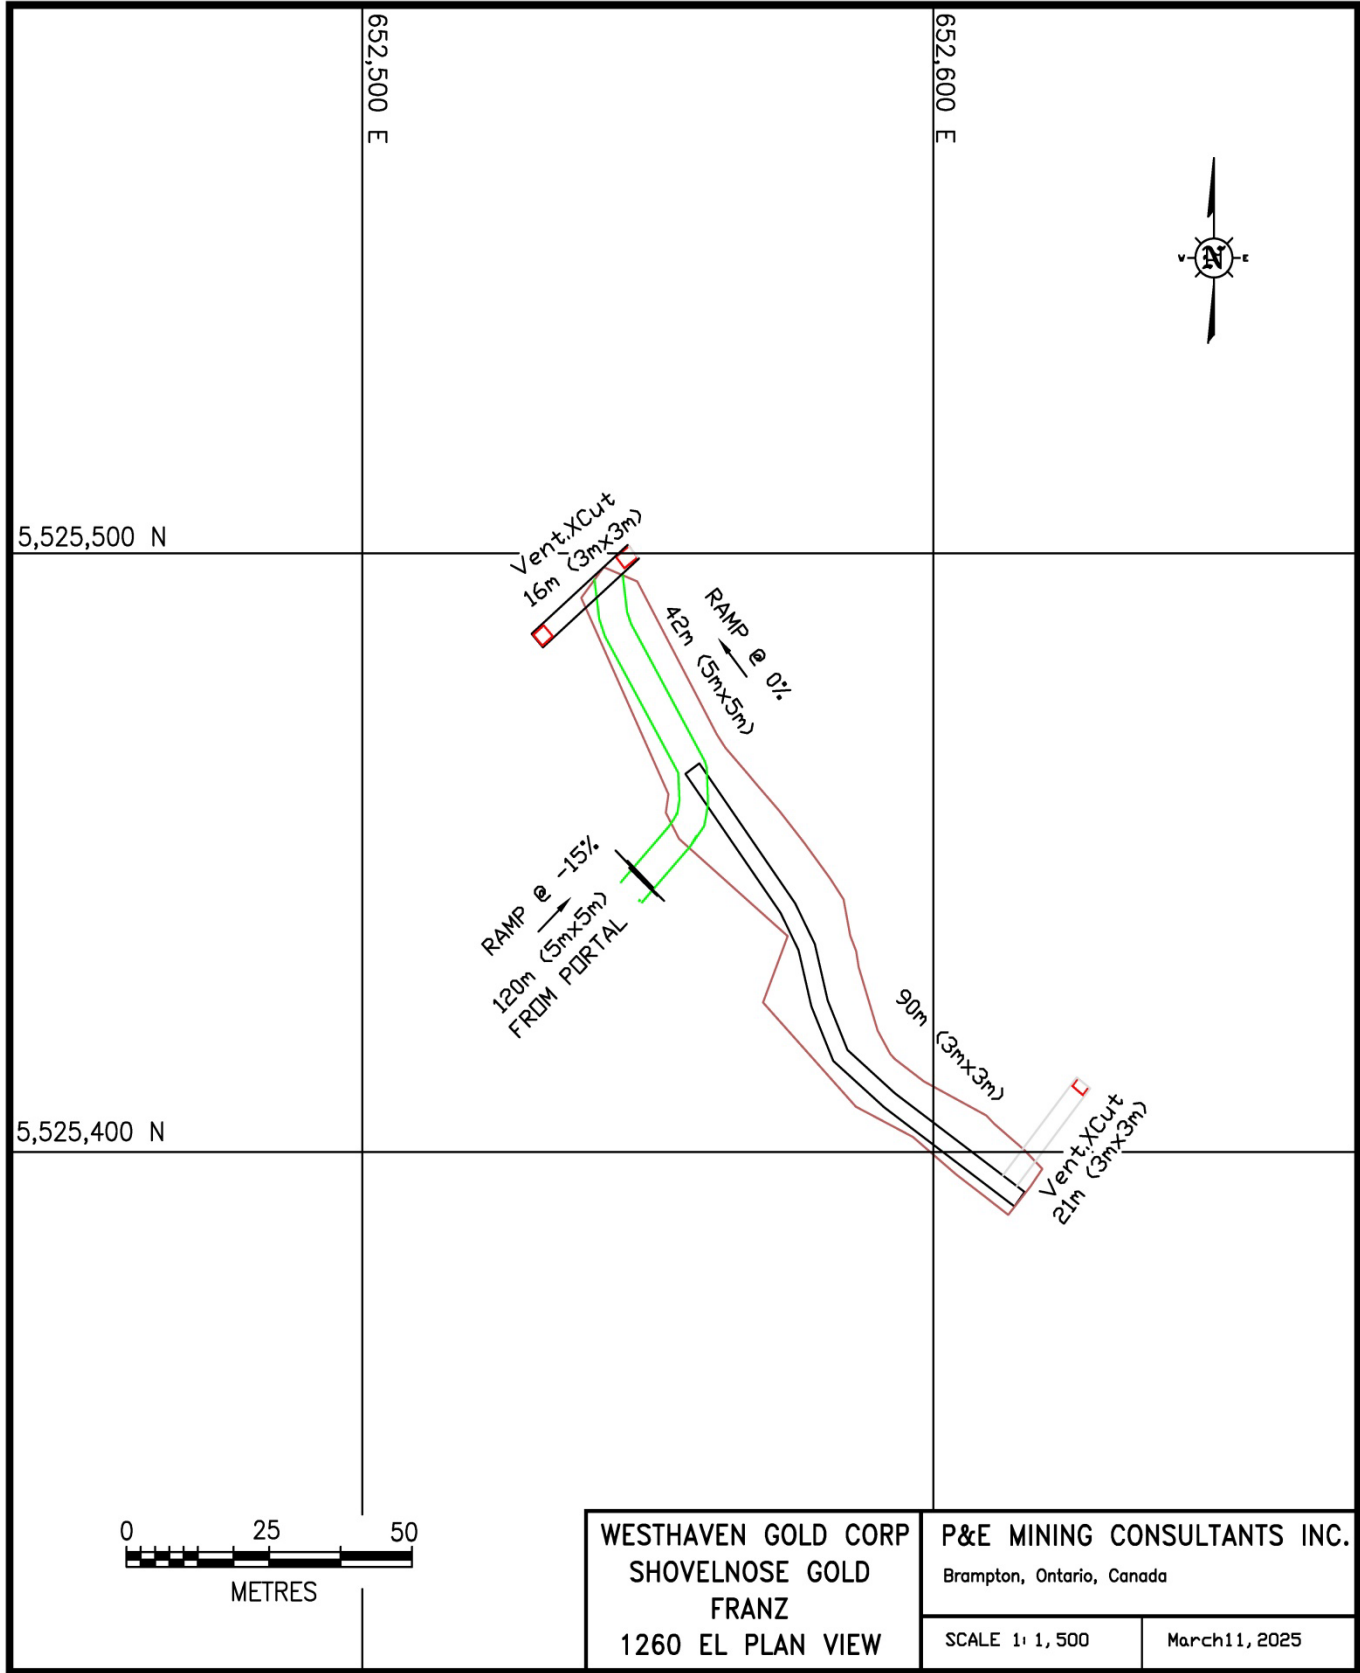 652,500 E
652,600 E
N
W
E
5,525,500 N
Vent.XCut
16m (3mx3m)
RAMP @ 0%
42m (5mx5m)
RAMP @ -15%
120m (5mx5m)
FROM PORTAL
90m (3mx3m)
5,525,400 N
Vent.XCut
21m (3mx3m)
0 25 50
METRES
WESTHAVEN GOLD CORP
SHOVELNOSE GOLD
FRANZ
1260 EL PLAN VIEW
P&E MINING CONSULTANTS INC.
Brampton, Ontario, Canada
SCALE 1: 1,500
March11,2025